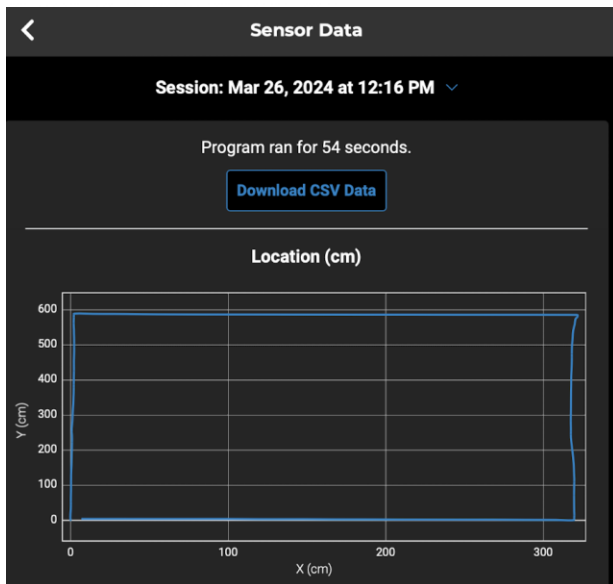 Sensor Data
Session: Mar 26, 2024 at 12:16 PM
Program ran for 54 seconds.
Download CSV Data
Location (cm)
600
500
400
300
200
100
0
Y (cm)
0 100 200 300
X (cm)